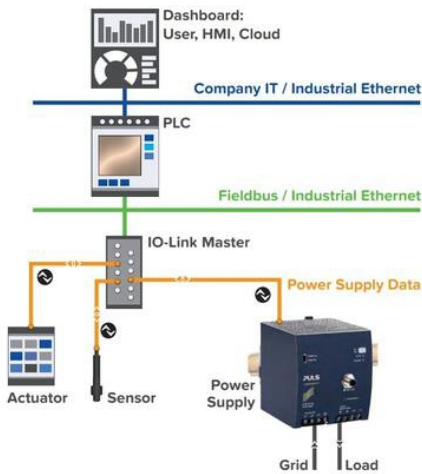 Dashboard:
User, HMI, Cloud
Company IT / Industrial Ethernet
PLC
Fieldbus / Industrial Ethernet
IO-Link Master
Power Supply Data
Actuator
Sensor
Power
Supply
PULS
Grid
Load